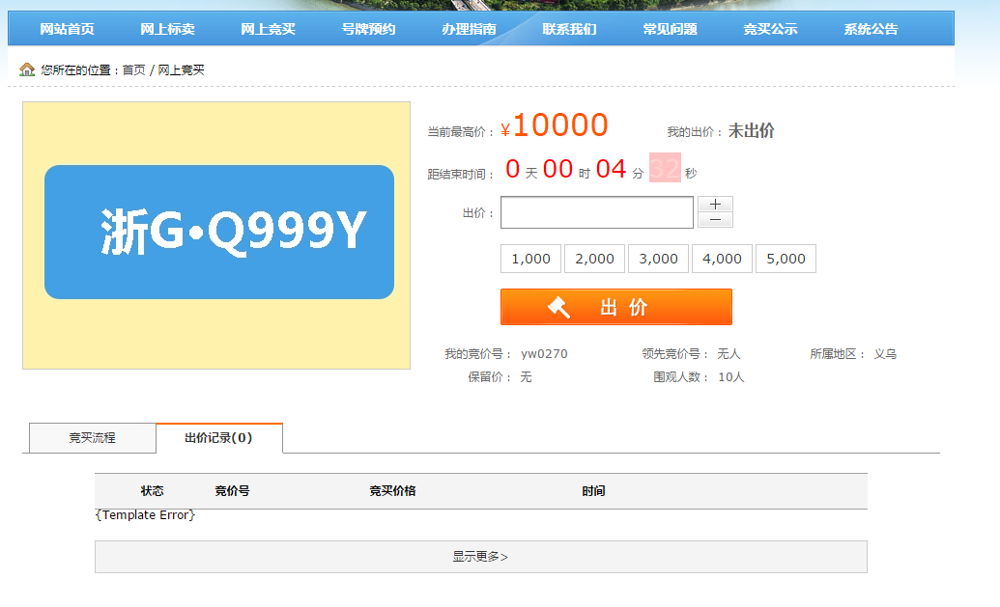 网站首页 网上标卖 网上竞买 号牌预约 办理指南 联系我们 常见问题 竞买公示 系统公告
您所在的位置：首页 / 网上竞买
浙G·Q999Y
当前最高价： ¥10000 我的出价： 未出价
距结束时间： 0 天 00 时 04 分 32 秒
出价： + −
1,000 2,000 3,000 4,000 5,000
出 价
我的竞价号： yw0270 领先竞价号： 无人 所属地区： 义乌
保留价： 无 围观人数： 10人
竞买流程 出价记录(0)
状态 竞价号 竞买价格 时间
{Template Error}
显示更多>